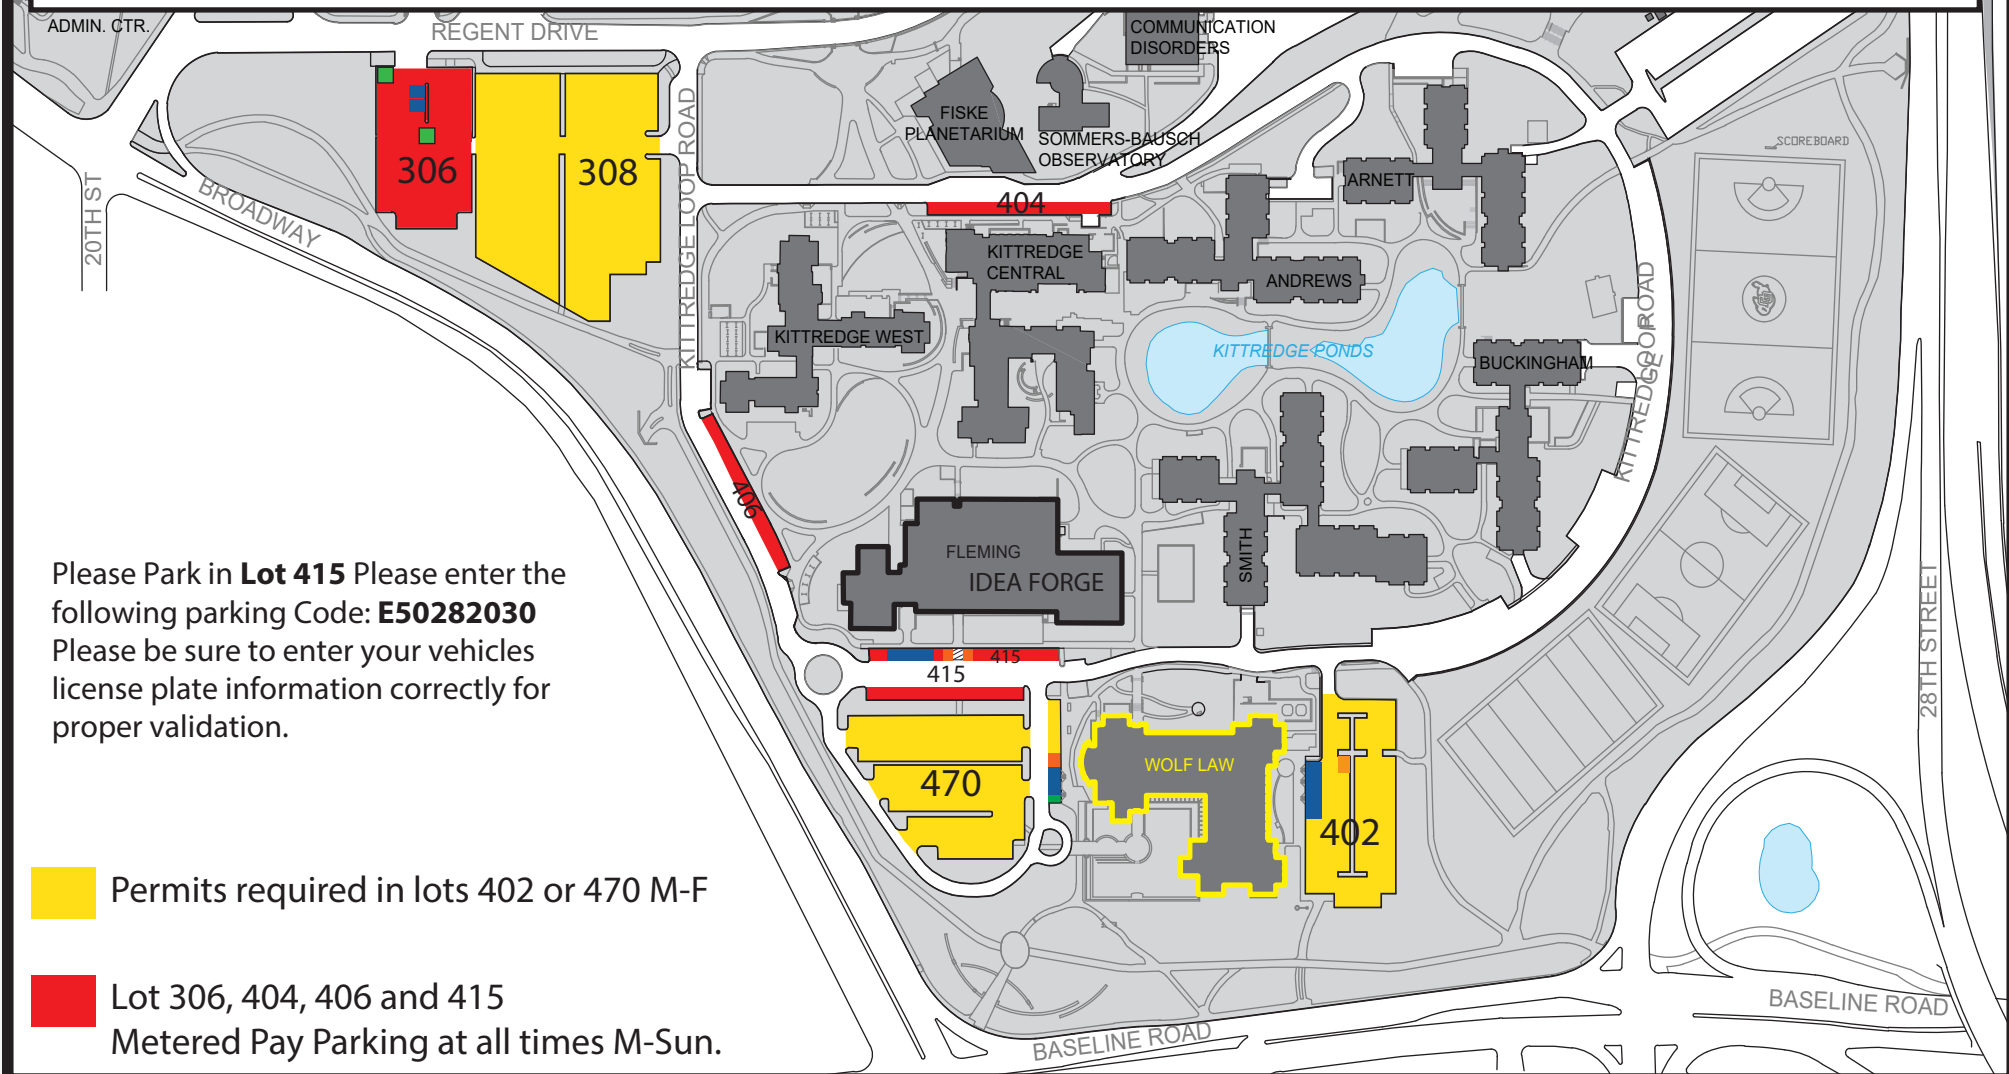 ADMIN. CTR.
REGENT DRIVE
COMMUNICATION
DISORDERS
FISKE
PLANETARIUM
SOMMERS-BAUSCH
OBSERVATORY
306
308
20TH ST
BROADWAY
KITTREDGE LOOP ROAD
404
ARNETT
SCOREBOARD
KITTREDGE
CENTRAL
ANDREWS
KITTREDGE WEST
KITTREDGE PONDS
BUCKINGHAM
KITTREDGE LOOP ROAD
406
FLEMING
IDEA FORGE
SMITH
Please Park in Lot 415 Please enter the
following parking Code: E50282030
Please be sure to enter your vehicles
license plate information correctly for
proper validation.
415
415
28TH STREET
WOLF LAW
470
402
Permits required in lots 402 or 470 M-F
Lot 306, 404, 406 and 415
Metered Pay Parking at all times M-Sun.
BASELINE ROAD
BASELINE ROAD